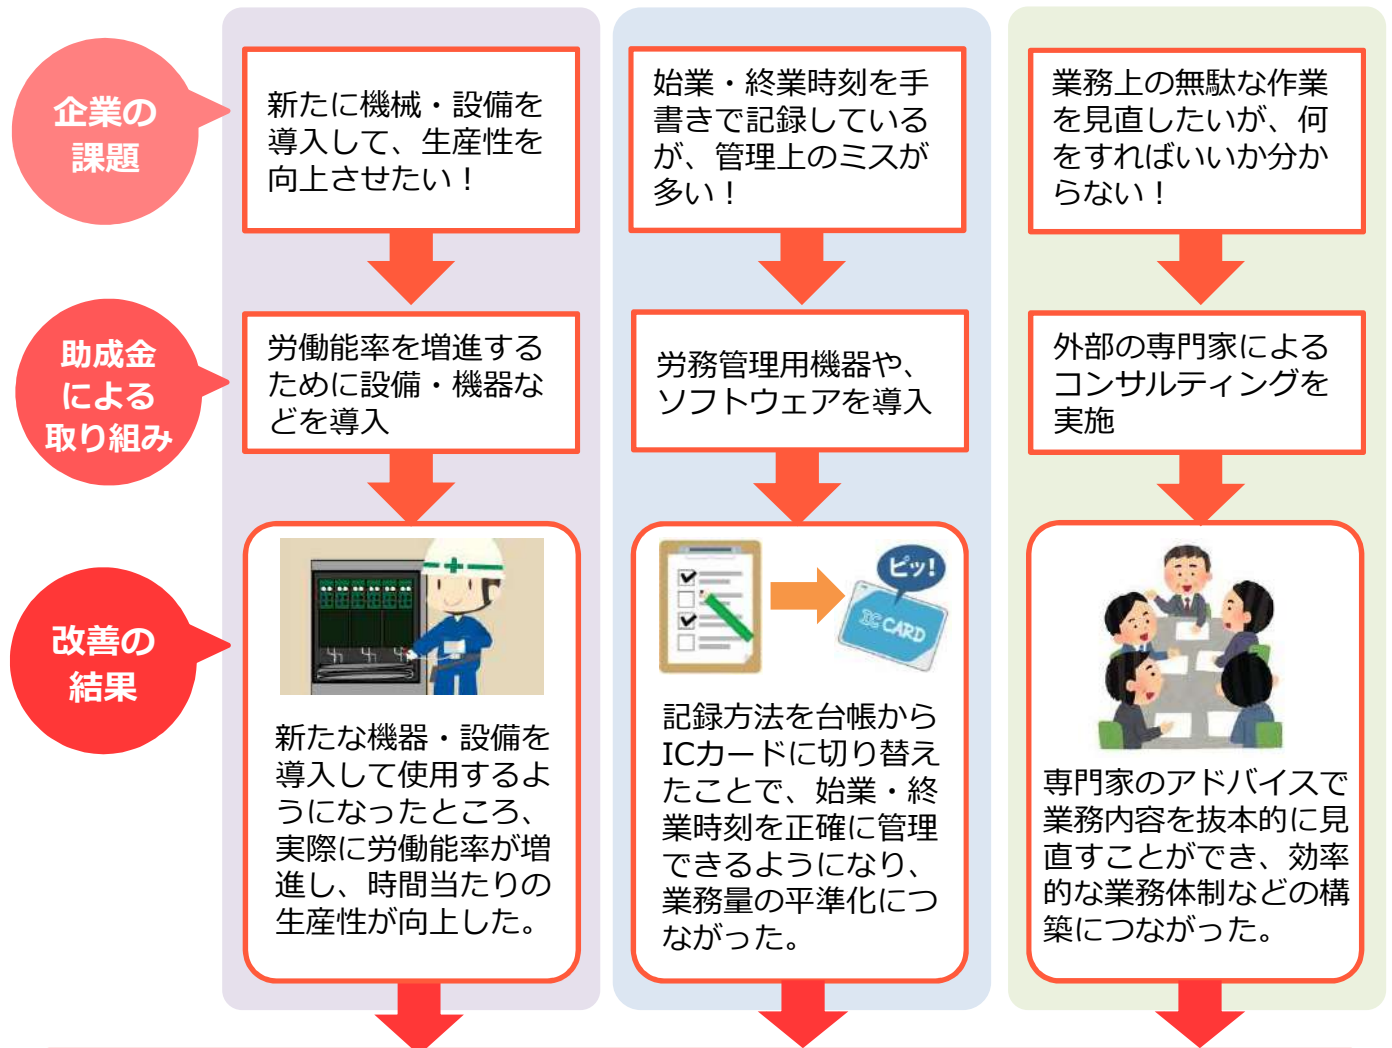 企業の
課題
新たに機械・設備を
導入して、生産性を
向上させたい！
始業・終業時刻を手
書きで記録している
が、管理上のミスが
多い！
業務上の無駄な作業
を見直したいが、何
をすればいいか分か
らない！
助成金
による
取り組み
労働能率を増進する
ために設備・機器な
どを導入
労務管理用機器や、
ソフトウェアを導入
外部の専門家による
コンサルティングを
実施
改善の
結果
ピッ!
IC CARD
新たな機器・設備を
導入して使用するよ
うになったところ、
実際に労働能率が増
進し、時間当たりの
生産性が向上した。
記録方法を台帳から
ICカードに切り替え
たことで、始業・終
業時刻を正確に管理
できるようになり、
業務量の平準化につ
ながった。
専門家のアドバイスで
業務内容を抜本的に見
直すことができ、効率
的な業務体制などの構
築につながった。